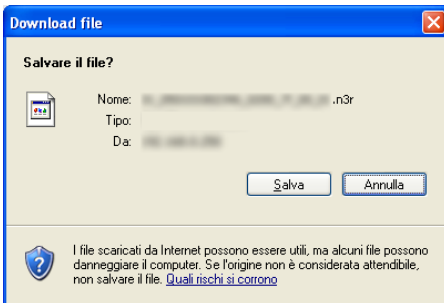 Download file
Salvare il file?
Nome: .n3r
Tipo:
Da:
Salva Annulla
I file scaricati da Internet possono essere utili, ma alcuni file possono
danneggiare il computer. Se l'origine non è considerata attendibile,
non salvare il file. Quali rischi si corrono